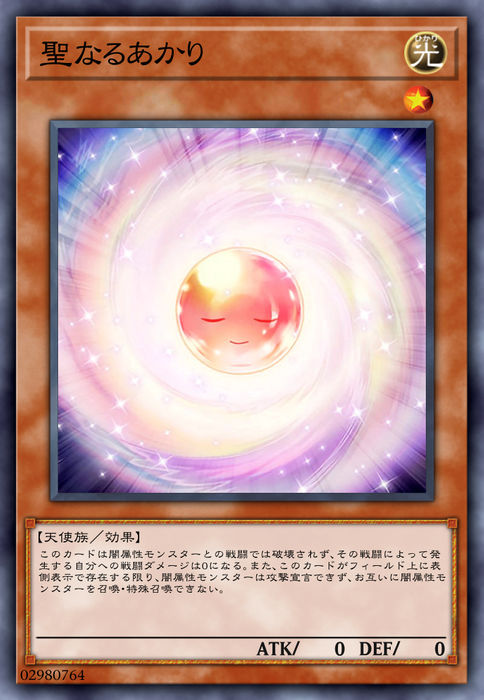 聖なるあかり
ひかり
光
【天使族／効果】
このカードは闇属性モンスターとの戦闘では破壊されず、その戦闘によって発
生する自分への戦闘ダメージは0になる。また、このカードがフィールド上に表
側表示で存在する限り、闇属性モンスターは攻撃宣言できず、お互いに闇属性モ
ンスターを召喚・特殊召喚できない。
ATK/ 0 DEF/ 0
02980764